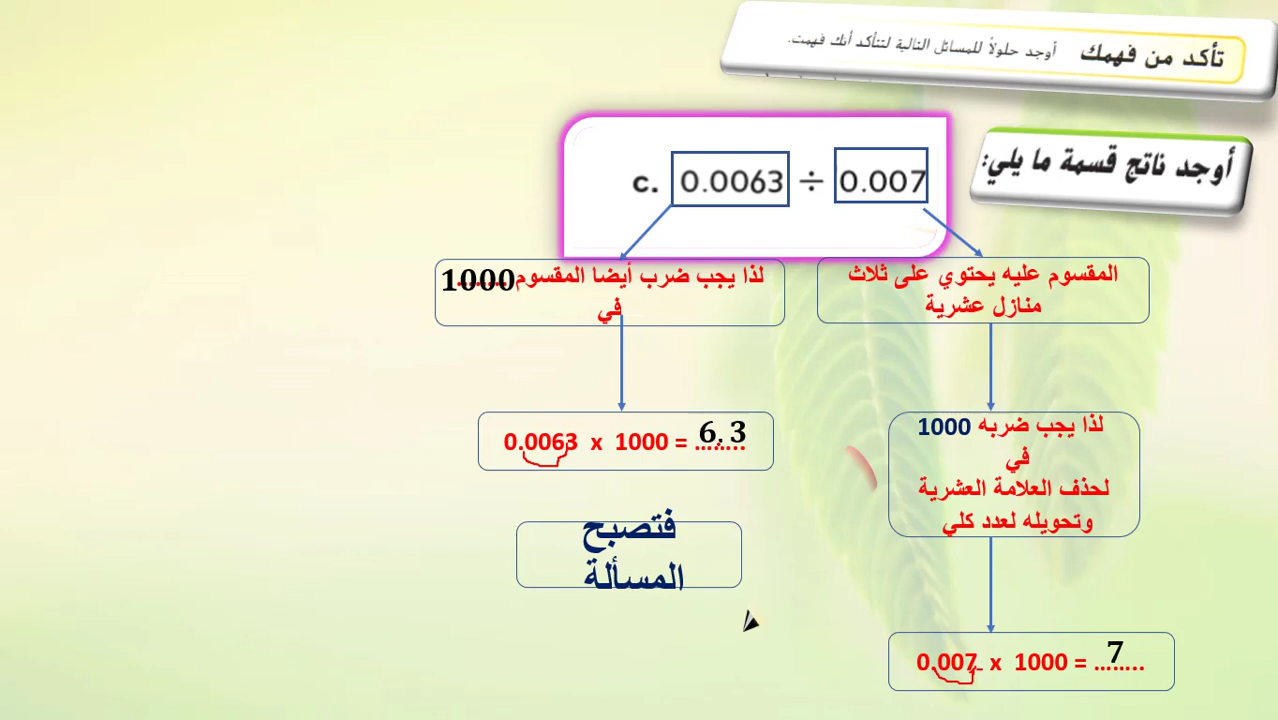 تأكد من فهمك أوجد حلولاً للمسائل التالية لتتأكد أنك فهمت.
أوجد ناتج قسمة ما يلي:
c. 0.0063 ÷ 0.007
المقسوم عليه يحتوي على ثلاث
منازل عشرية
لذا يجب ضرب أيضا المقسوم 1000
في
لذا يجب ضربه 1000
في
لحذف العلامة العشرية
وتحويله لعدد كلي
0.0063 x 1000 = 6.3
فتصبح
المسألة
0.007 x 1000 = 7